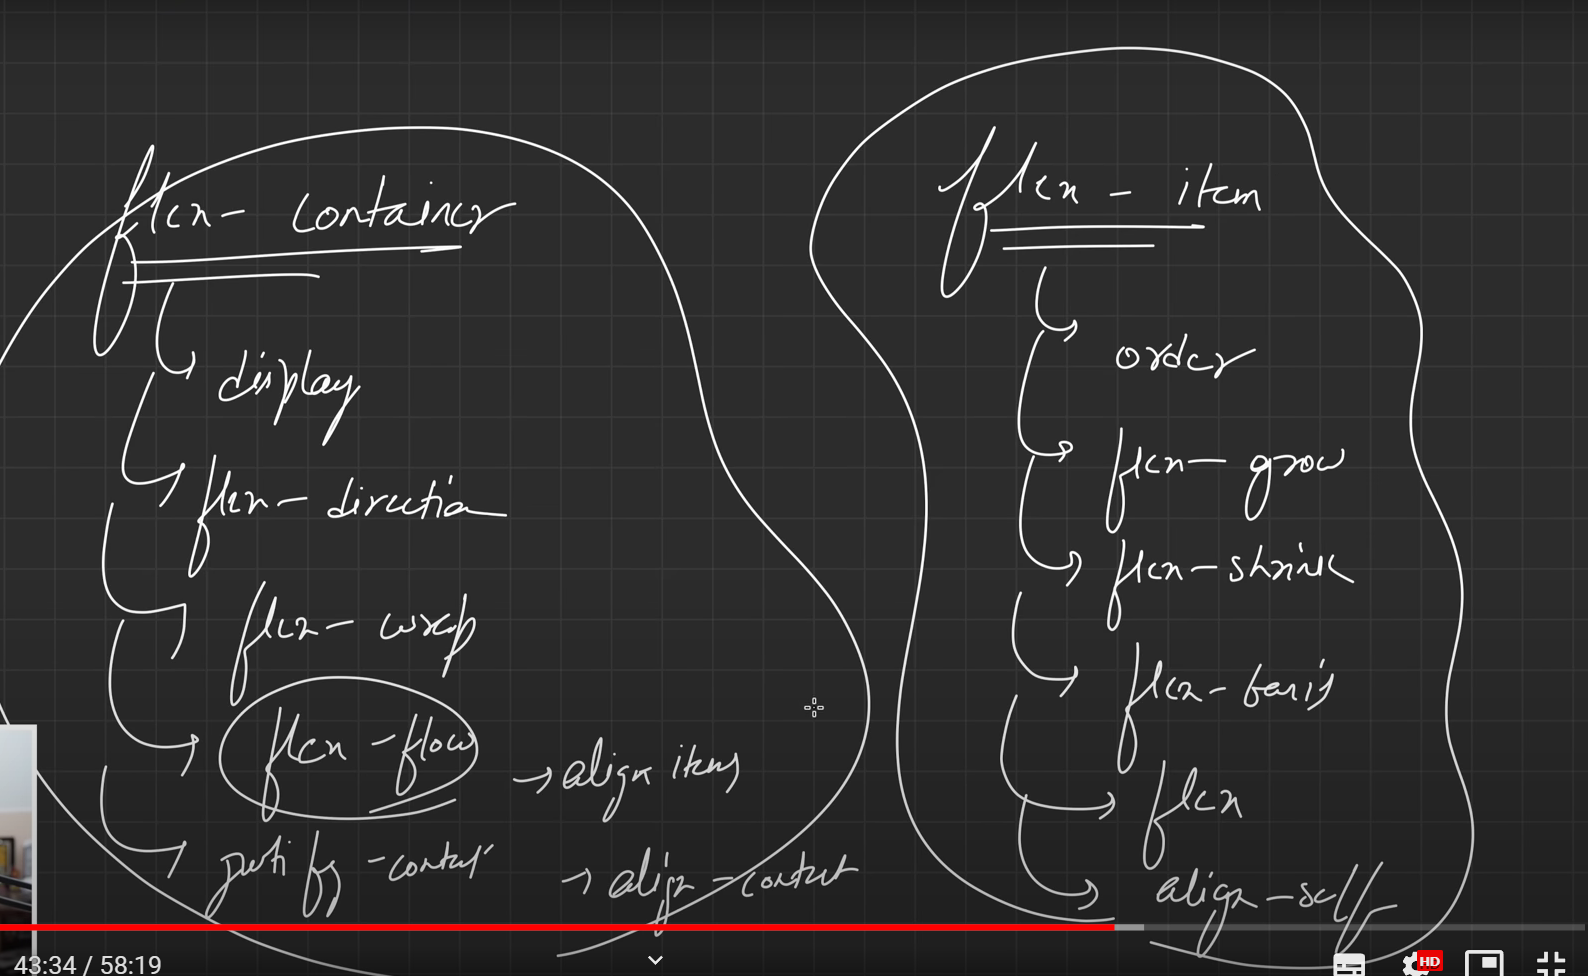 flex - container
display
flex - direction
flex - wrap
flex - flow
→ align items
justify - content
→ align - content
flex - item
order
flex - grow
flex - shrink
flex - basis
flex
align - self
43:34 / 58:19
HD